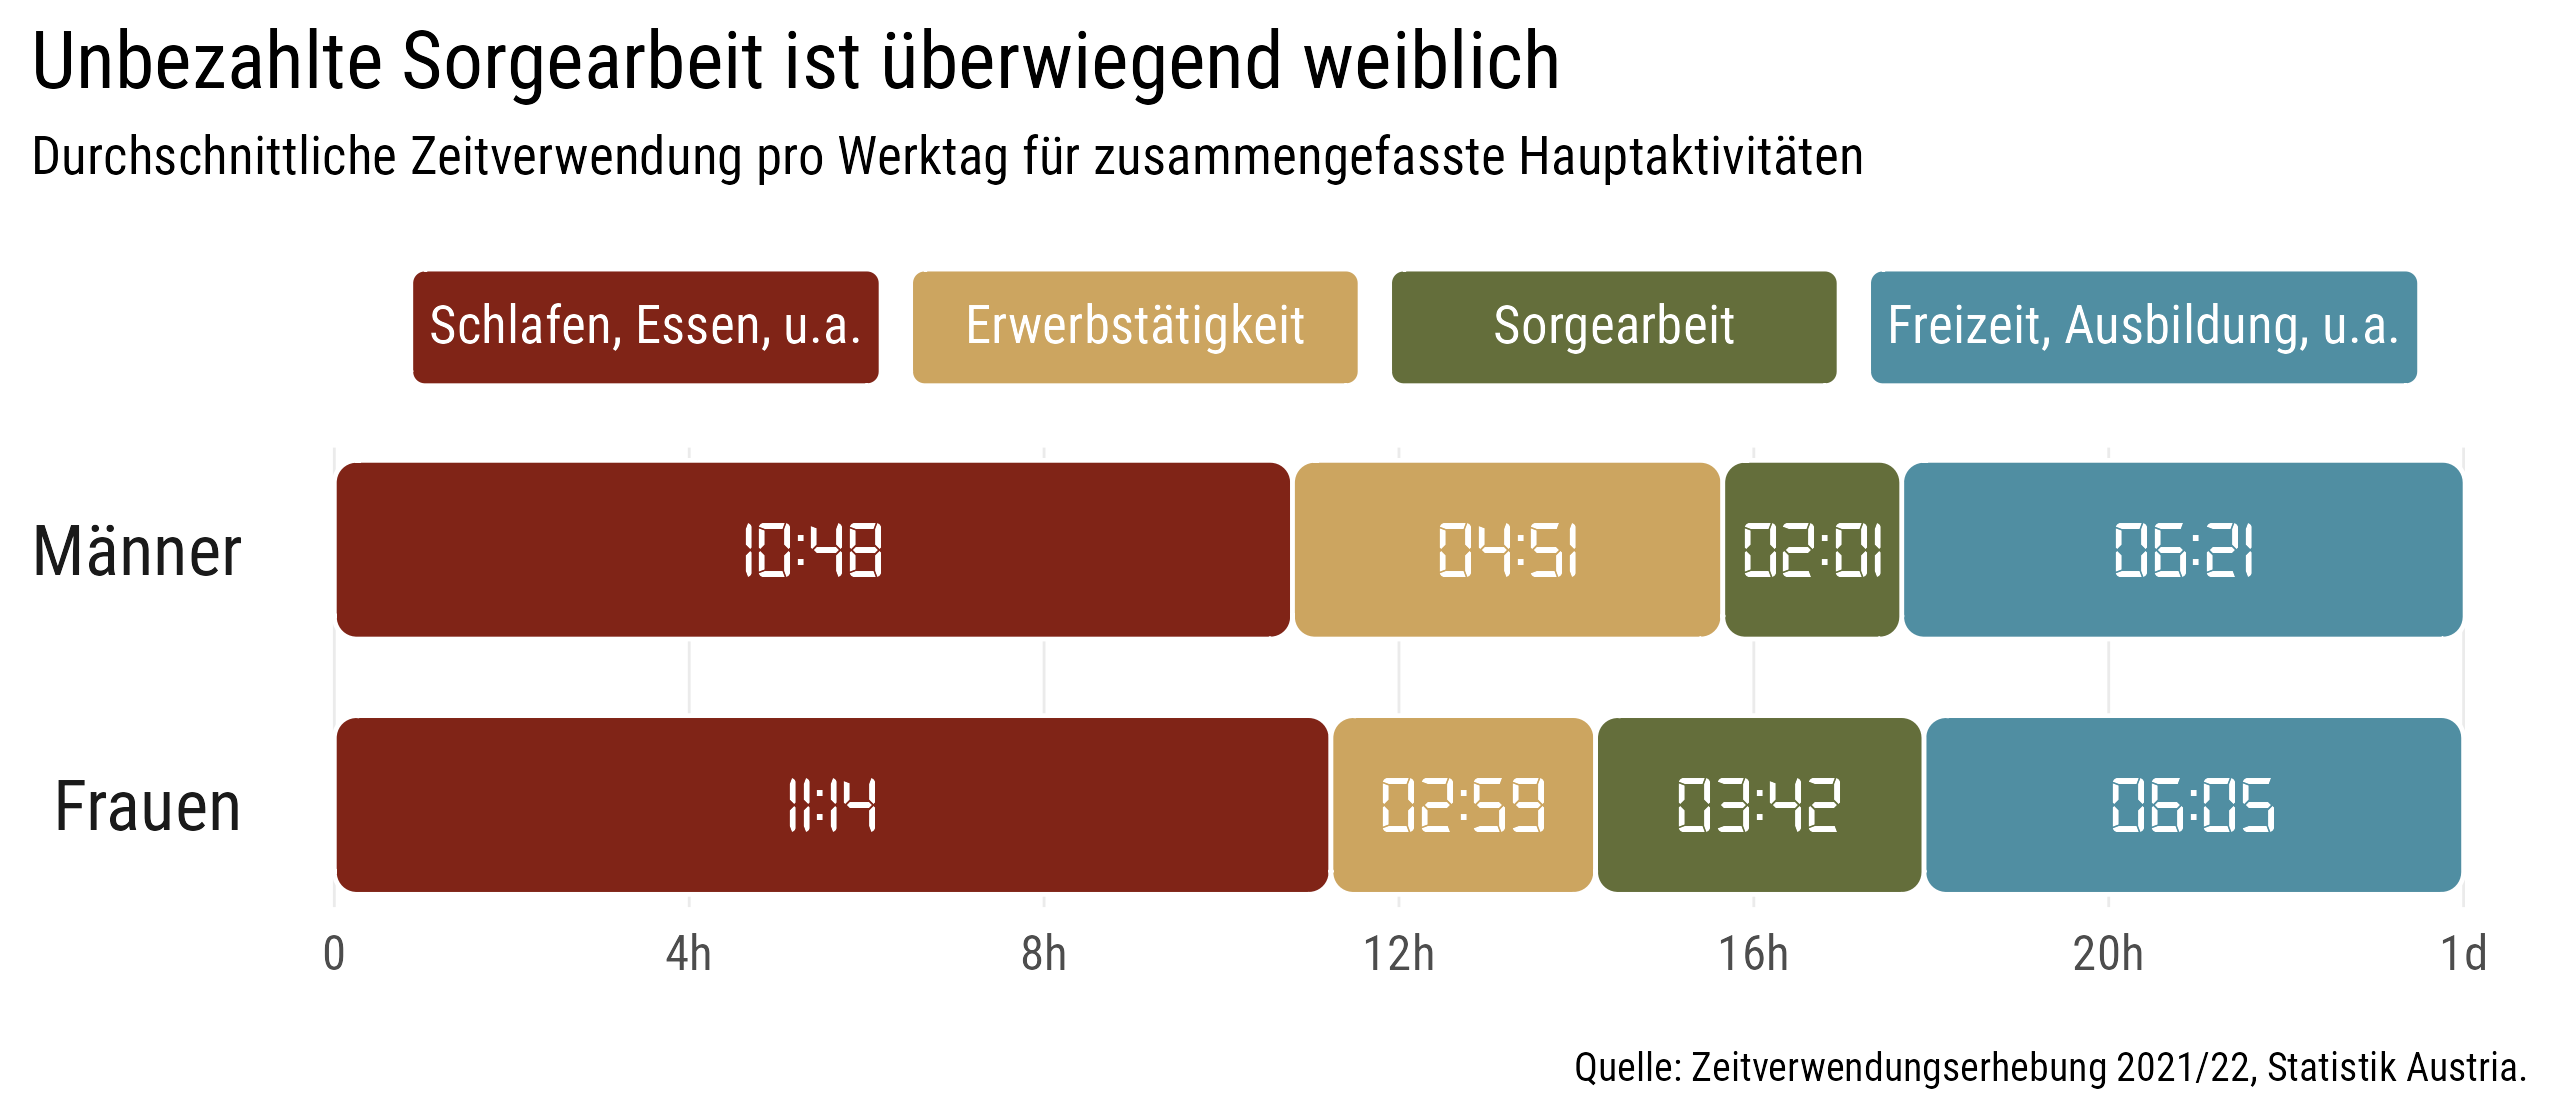 Unbezahlte Sorgearbeit ist überwiegend weiblich
Durchschnittliche Zeitverwendung pro Werktag für zusammengefasste Hauptaktivitäten
Schlafen, Essen, u.a. Erwerbstätigkeit Sorgearbeit Freizeit, Ausbildung, u.a.
Männer 10:48 04:51 02:01 06:21
Frauen 11:14 02:59 03:42 06:05
0 4h 8h 12h 16h 20h 1d
Quelle: Zeitverwendungserhebung 2021/22, Statistik Austria.